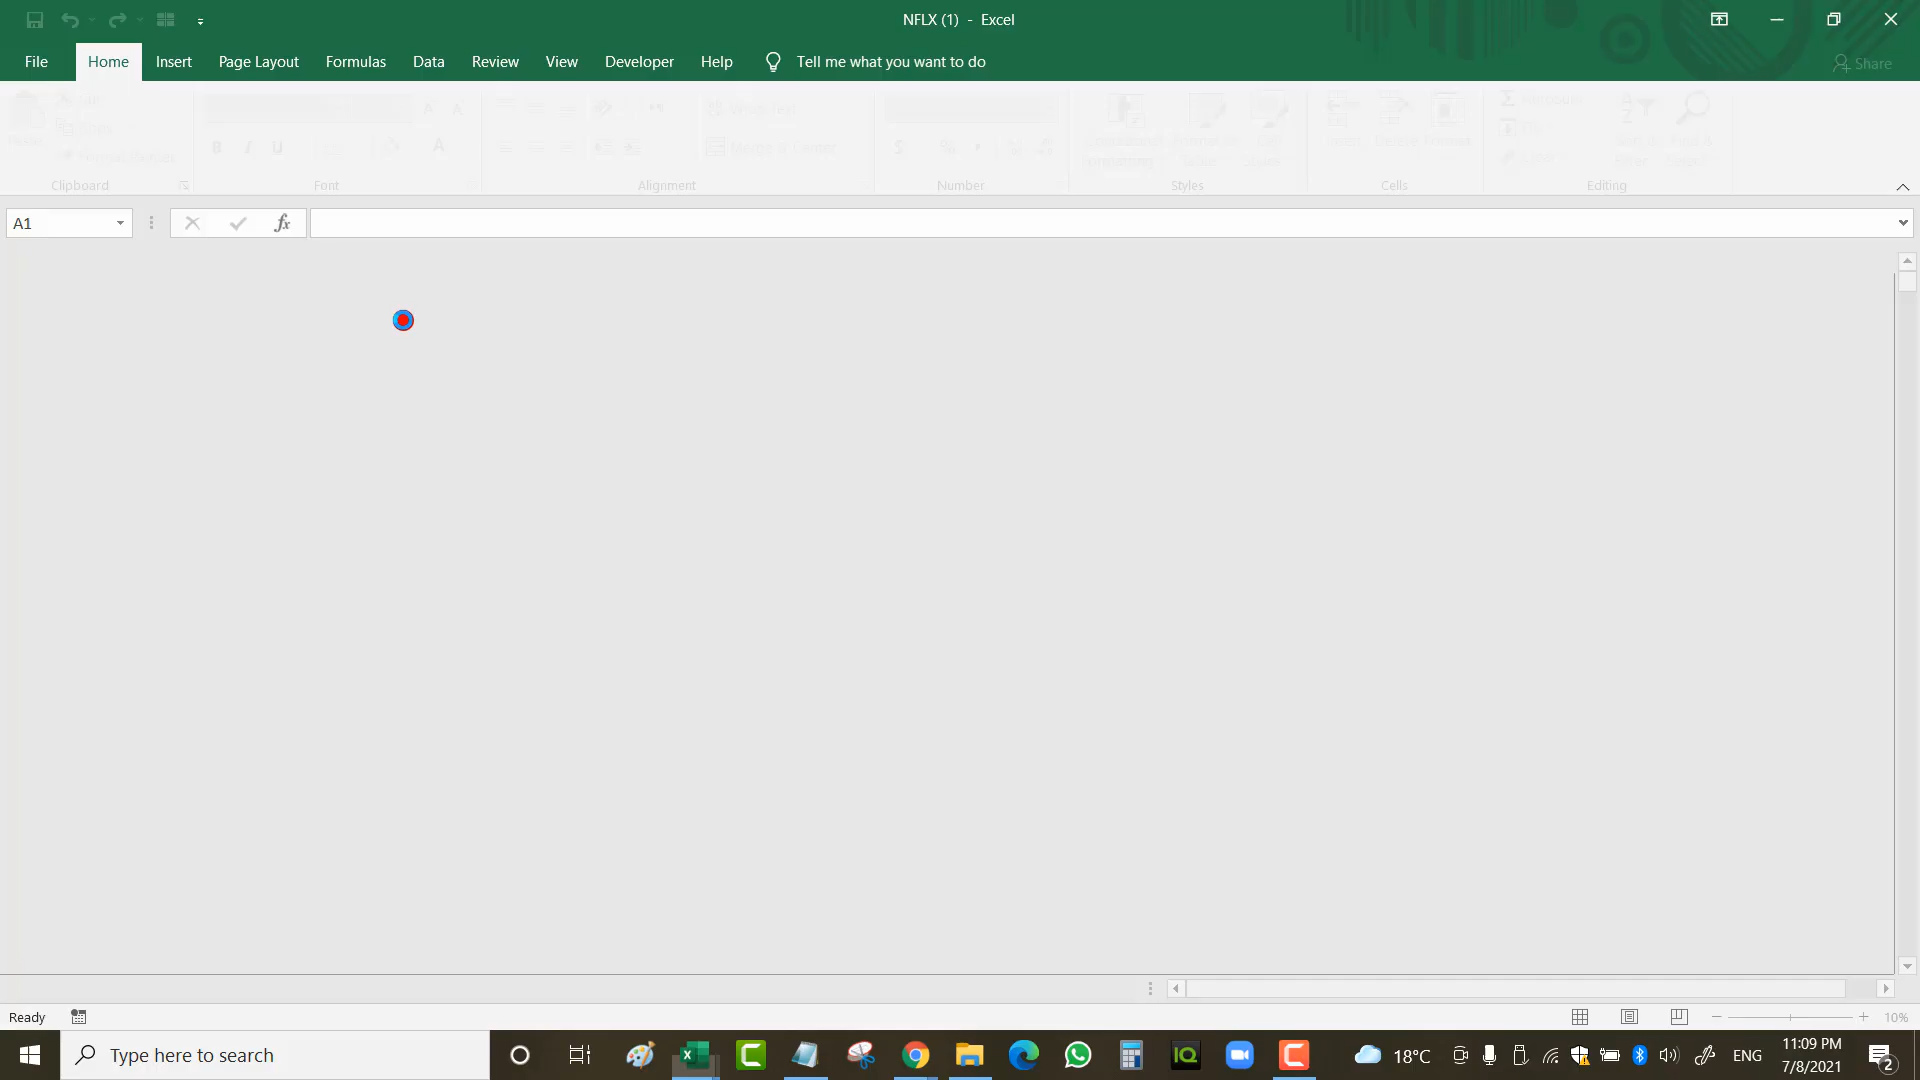 NFLX (1) - Excel
File Home Insert Page Layout Formulas Data Review View Developer Help Tell me what you want to do Share
Clipboard Font Alignment Number Styles Cells Editing
A1 fx
Ready 10%
Type here to search IQ 18°C ENG 11:09 PM
7/8/2021 2